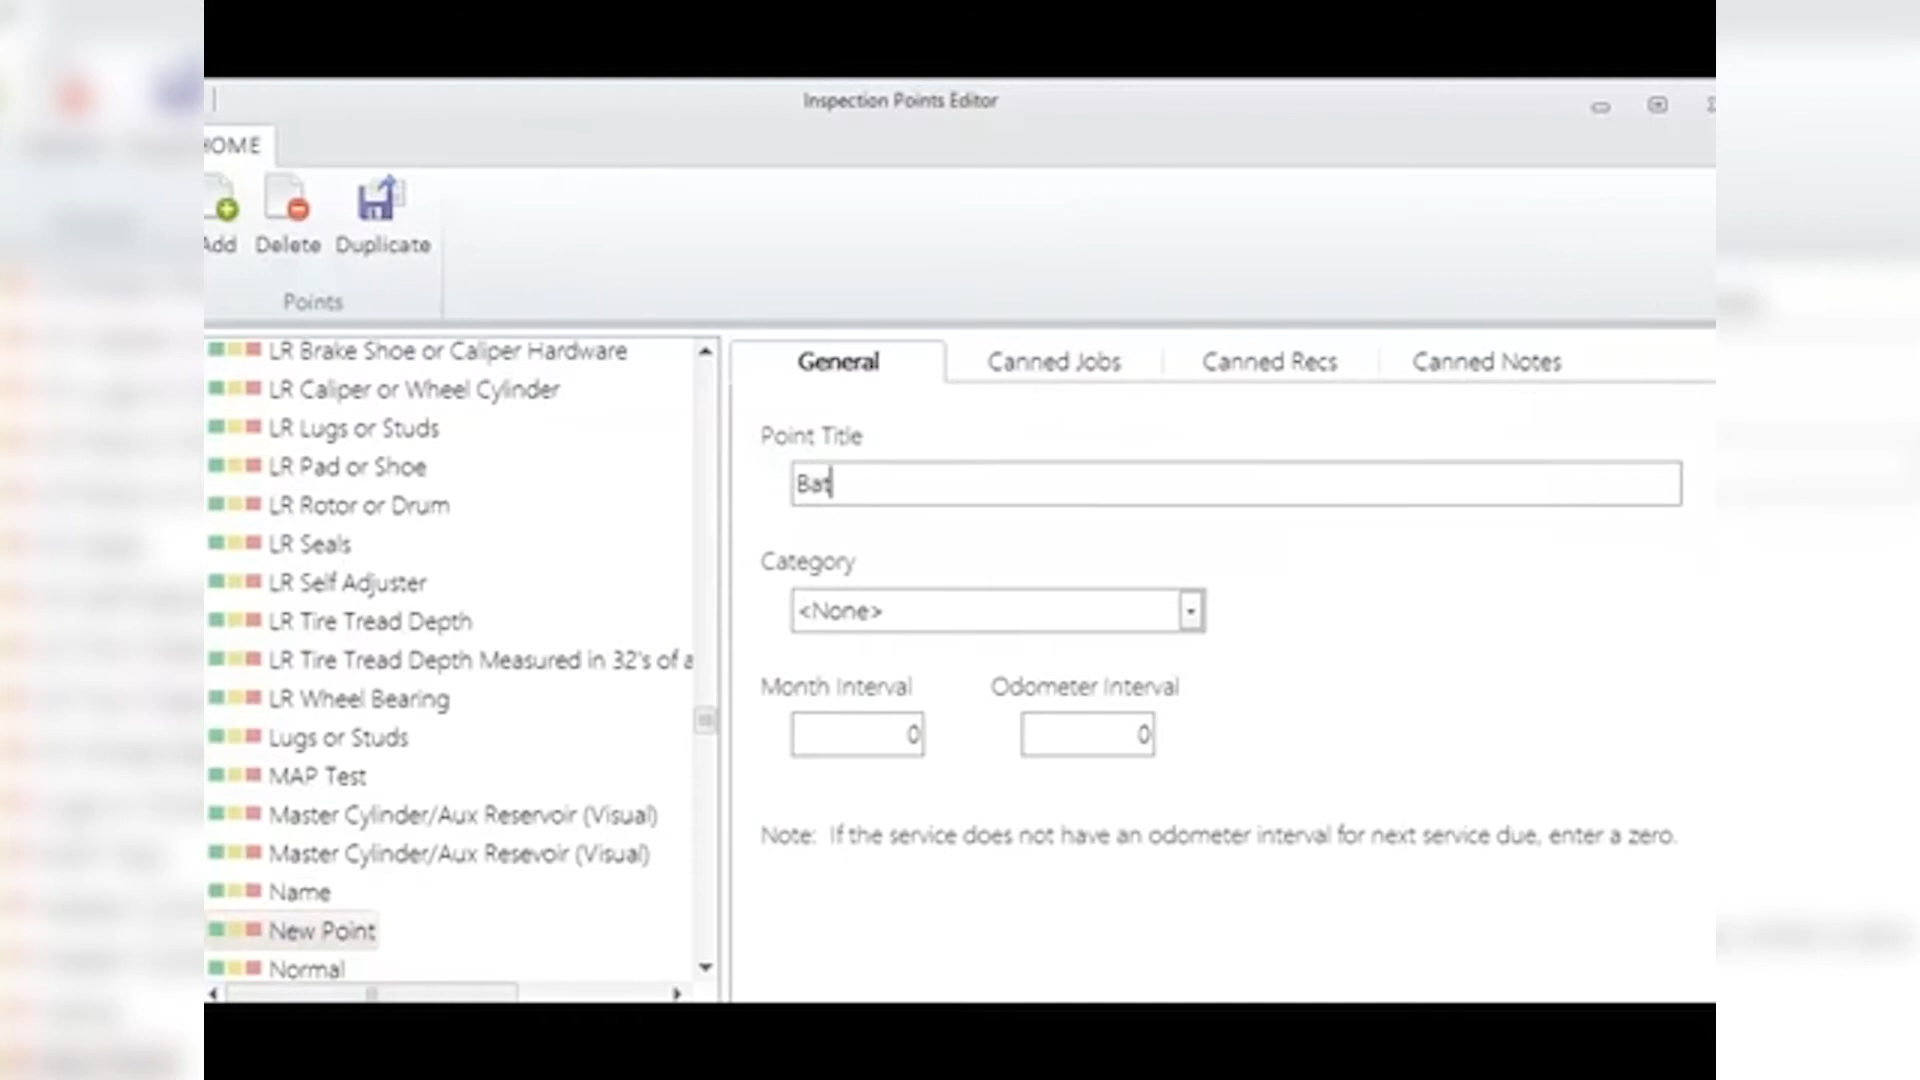 Inspection Points Editor
HOME
Add Delete Duplicate
Points
LR Brake Shoe or Caliper Hardware
LR Caliper or Wheel Cylinder
LR Lugs or Studs
LR Pad or Shoe
LR Rotor or Drum
LR Seals
LR Self Adjuster
LR Tire Tread Depth
LR Tire Tread Depth Measured in 32's of a
LR Wheel Bearing
Lugs or Studs
MAP Test
Master Cylinder/Aux Reservoir (Visual)
Master Cylinder/Aux Resevoir (Visual)
Name
New Point
Normal
General Canned Jobs Canned Recs Canned Notes
Point Title
Bat
Category
<None>
Month Interval Odometer Interval
0 0
Note: If the service does not have an odometer interval for next service due, enter a zero.